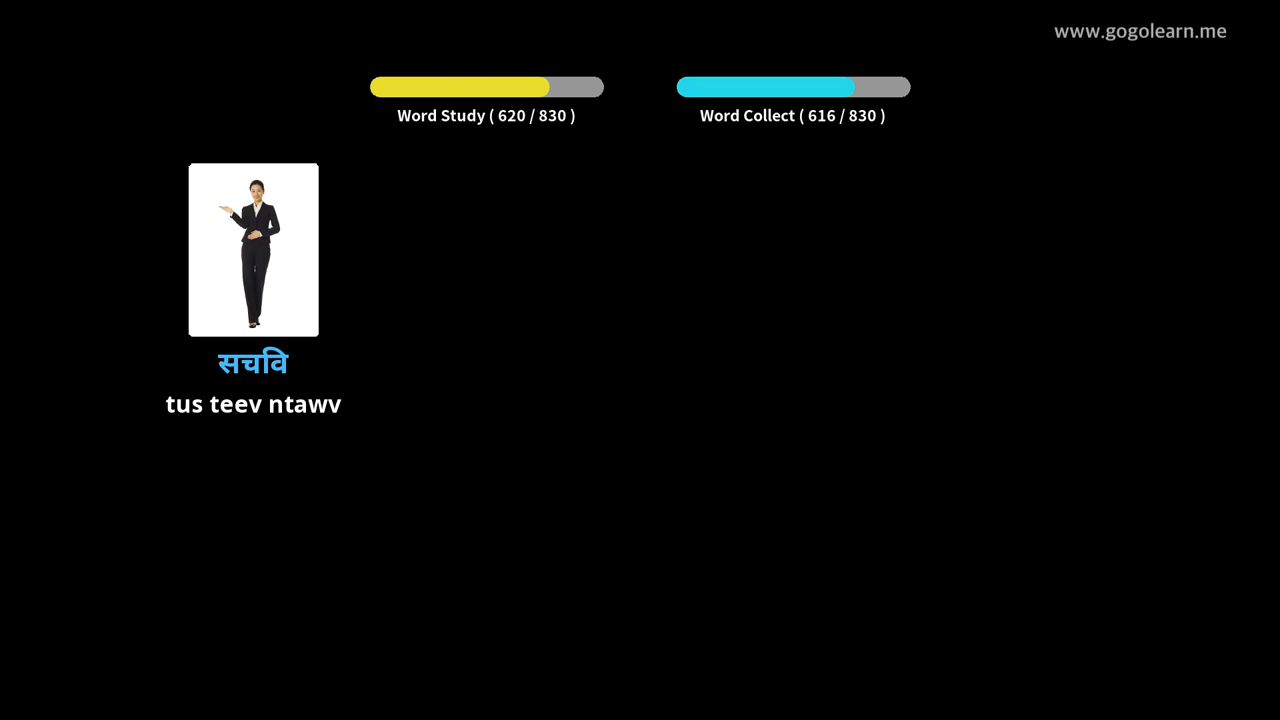 www.gogolearn.me
Word Study ( 620 / 830 )
Word Collect ( 616 / 830 )
सचवि
tus teev ntawv